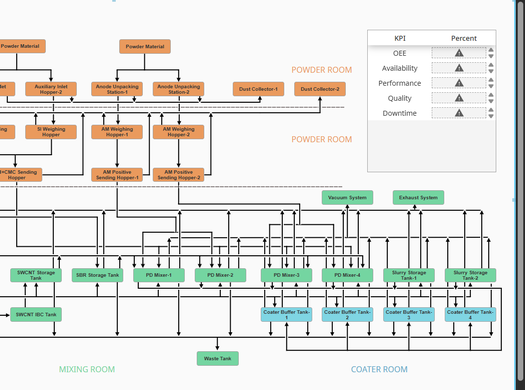 Powder Material
Powder Material
KPI
Percent
OEE
Availability
Performance
Quality
Downtime
POWDER ROOM
Auxiliary Inlet
Hopper-2
Anode Unpacking
Station-1
Anode Unpacking
Station-2
Dust Collector-1
Dust Collector-2
Weighing
Hopper
AM Weighing
Hopper-1
AM Weighing
Hopper-2
POWDER ROOM
CMC Sending
Hopper
AM Positive
Sending Hopper-1
AM Positive
Sending Hopper-2
Vacuum System
Exhaust System
SWCNT Storage
Tank
SBR Storage Tank
PD Mixer-1
PD Mixer-2
PD Mixer-3
PD Mixer-4
Slurry Storage
Tank-1
Slurry Storage
Tank-2
SWCNT IBC Tank
Coater Buffer Tank-
1
Coater Buffer Tank-
2
Coater Buffer Tank-
3
Coater Buffer Tank-
4
Waste Tank
MIXING ROOM
COATER ROOM